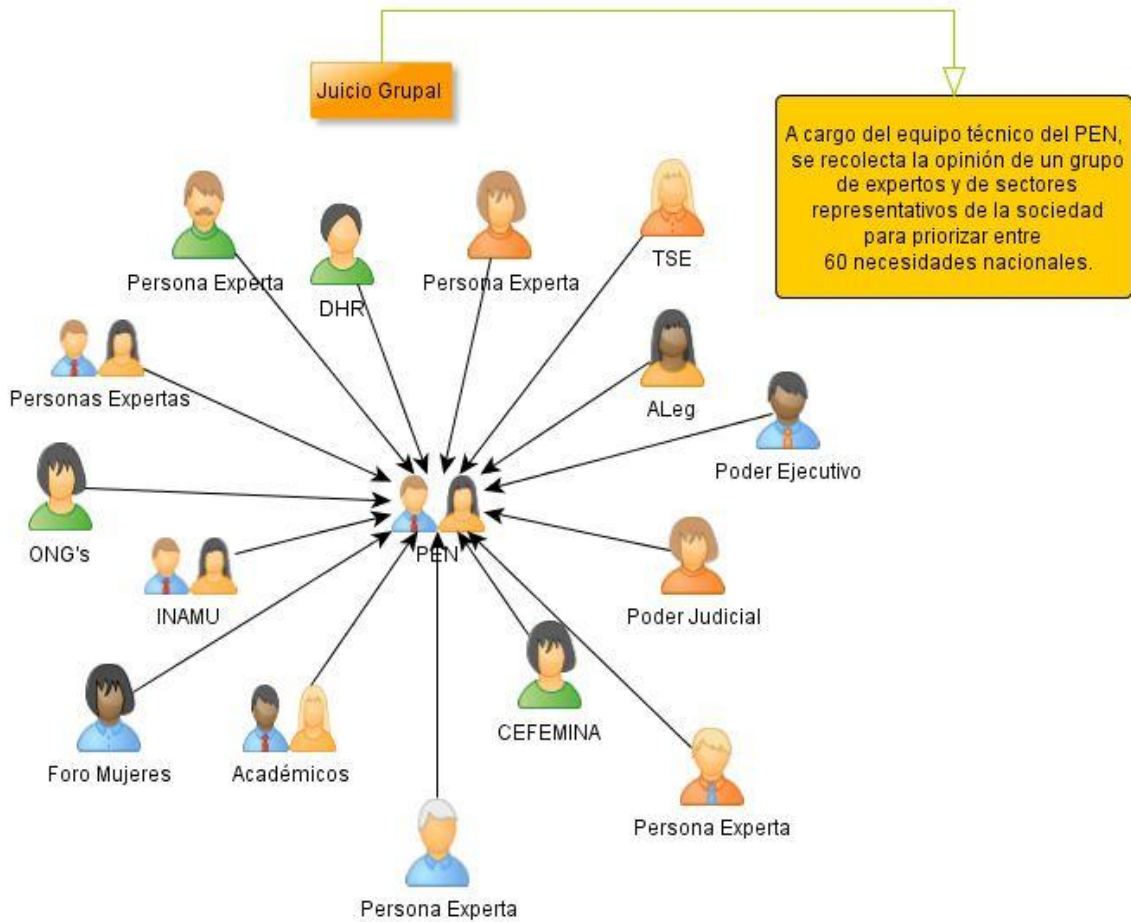 Juicio Grupal
A cargo del equipo técnico del PEN,
se recolecta la opinión de un grupo
de expertos y de sectores
representativos de la sociedad
para priorizar entre
60 necesidades nacionales.
Persona Experta
DHR
Persona Experta
TSE
Personas Expertas
ALeg
Poder Ejecutivo
ONG's
INAMU
PEN
Poder Judicial
Foro Mujeres
Académicos
CEFEMINA
Persona Experta
Persona Experta